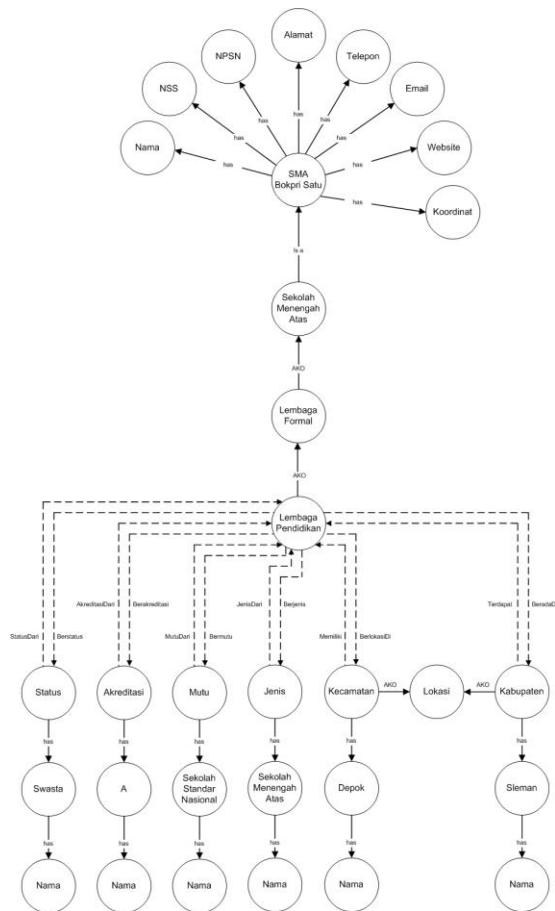 Alamat
NPSN
Telepon
NSS
Email
has
has
has
has
has
Nama
Website
has
SMA
Bokpri Satu
has
has
Koordinat
Is a
Sekolah
Menengah
Atas
AKO
Lembaga
Formal
AKO
Lembaga
Pendidikan
AkreditasiDari
Berakreditasi
JenisDari
Berjenis
Terdapat
BeradaD
StatusDari
Berstatus
MutuDari
Bermutu
Memiliki
BerlokasiDi
Status
Akreditasi
Mutu
Jenis
Kecamatan
AKO
Lokasi
AKO
Kabupaten
has
has
has
has
has
has
Swasta
A
Sekolah
Standar
Nasional
Sekolah
Menengah
Atas
Depok
Sleman
has
has
has
has
has
has
Nama
Nama
Nama
Nama
Nama
Nama